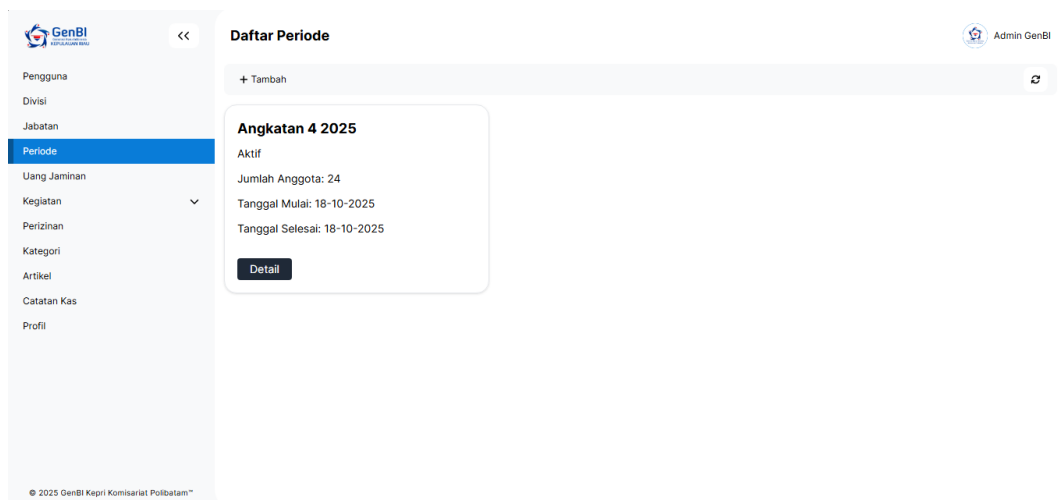 GenBI
KEPULAUAN RIAU
Daftar Periode
Admin GenBI
Pengguna
Divisi
Jabatan
Periode
Uang Jaminan
Kegiatan
Perizinan
Kategori
Artikel
Catatan Kas
Profil
+ Tambah
Angkatan 4 2025
Aktif
Jumlah Anggota: 24
Tanggal Mulai: 18-10-2025
Tanggal Selesai: 18-10-2025
Detail
© 2025 GenBI Kepri Komisariat Polibatam™